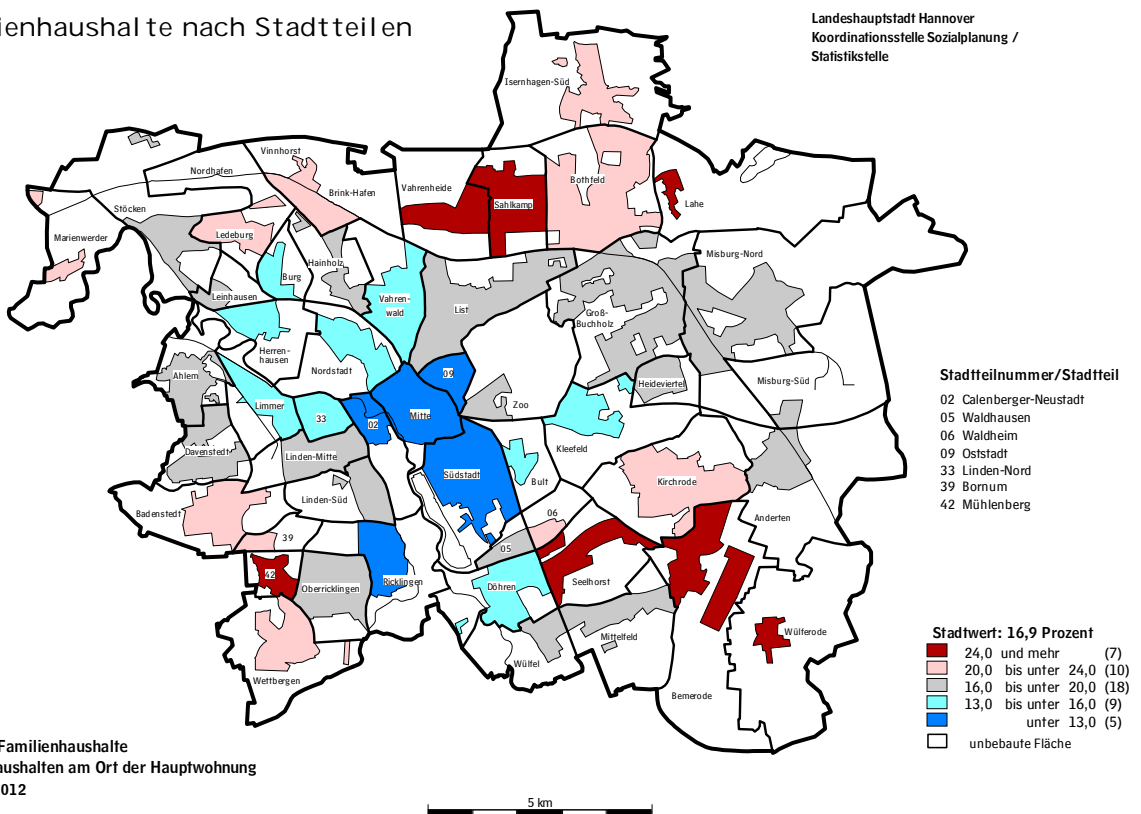 ienhaushalte nach Stadtteilen
Landeshauptstadt Hannover
Koordinationsstelle Sozialplanung /
Statistikstelle
Isernhagen-Süd
Vinnhorst
Nordhafen
Brink-Hafen
Vahrenheide
Sahlkamp
Bothfeld
Lahe
Stöcken
Marienwerder
Ledeburg
Burg
Hainholz
Leinhausen
Vahren-
wald
List
Groß-
Buchholz
Misburg-Nord
Herren-
hausen
Nordstadt
Ahlem
Limmer
33
02
09
Mitte
Zoo
Heideviertel
Misburg-Süd
Davenstedt
Linden-Mitte
Linden-Süd
Südstadt
Bult
Kleefeld
Kirchrode
Badenstedt
39
42
Oberricklingen
Ricklingen
05
06
Döhren
Seelhorst
Anderten
Wülferode
Mittelfeld
Wülfel
Wettbergen
Bemerode
Stadtteilnummer/Stadtteil
02 Calenberger-Neustadt
05 Waldhausen
06 Waldheim
09 Oststadt
33 Linden-Nord
39 Bornum
42 Mühlenberg
Stadtwert: 16,9 Prozent
24,0 und mehr (7)
20,0 bis unter 24,0 (10)
16,0 bis unter 20,0 (18)
13,0 bis unter 16,0 (9)
unter 13,0 (5)
unbebaute Fläche
Familienhaushalte
aushalten am Ort der Hauptwohnung
012
5 km